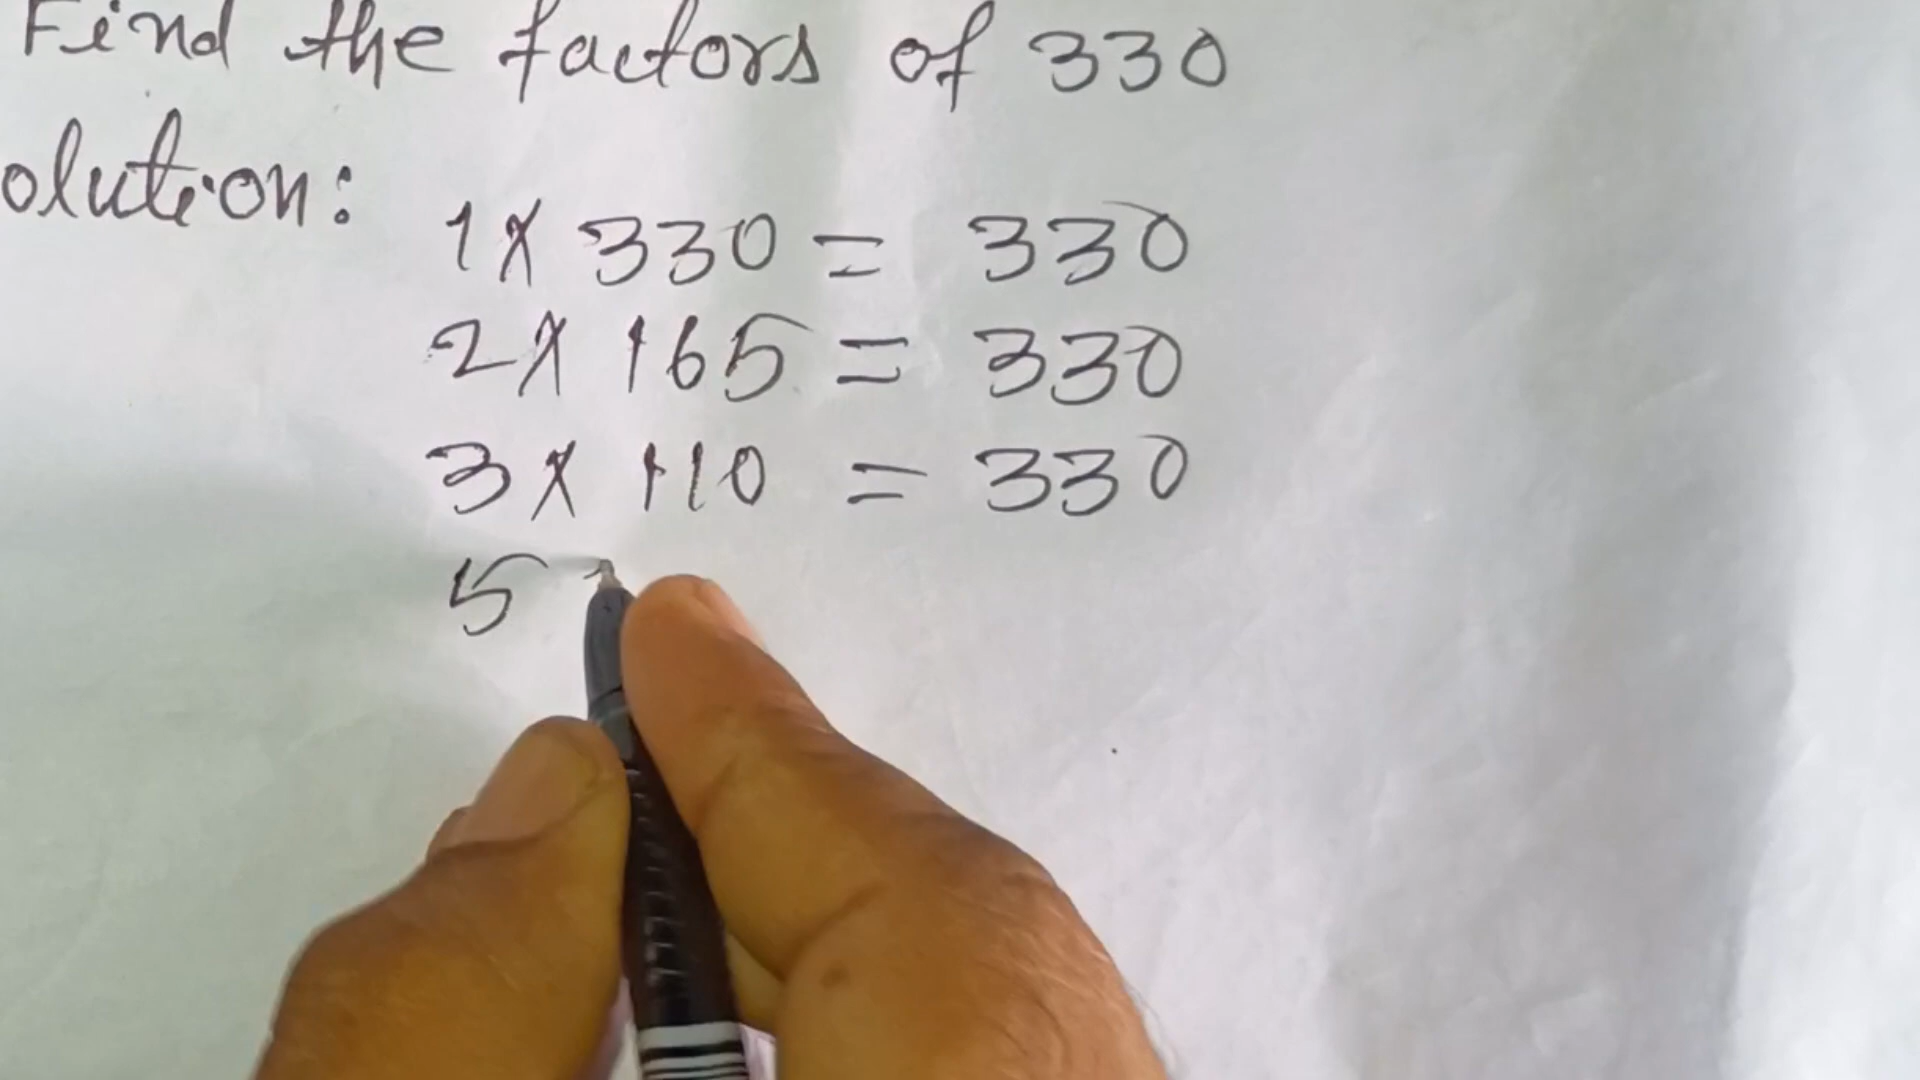 Find the factors of 330
olution:
1 × 330 = 330
2 × 165 = 330
3 × 110 = 330
5